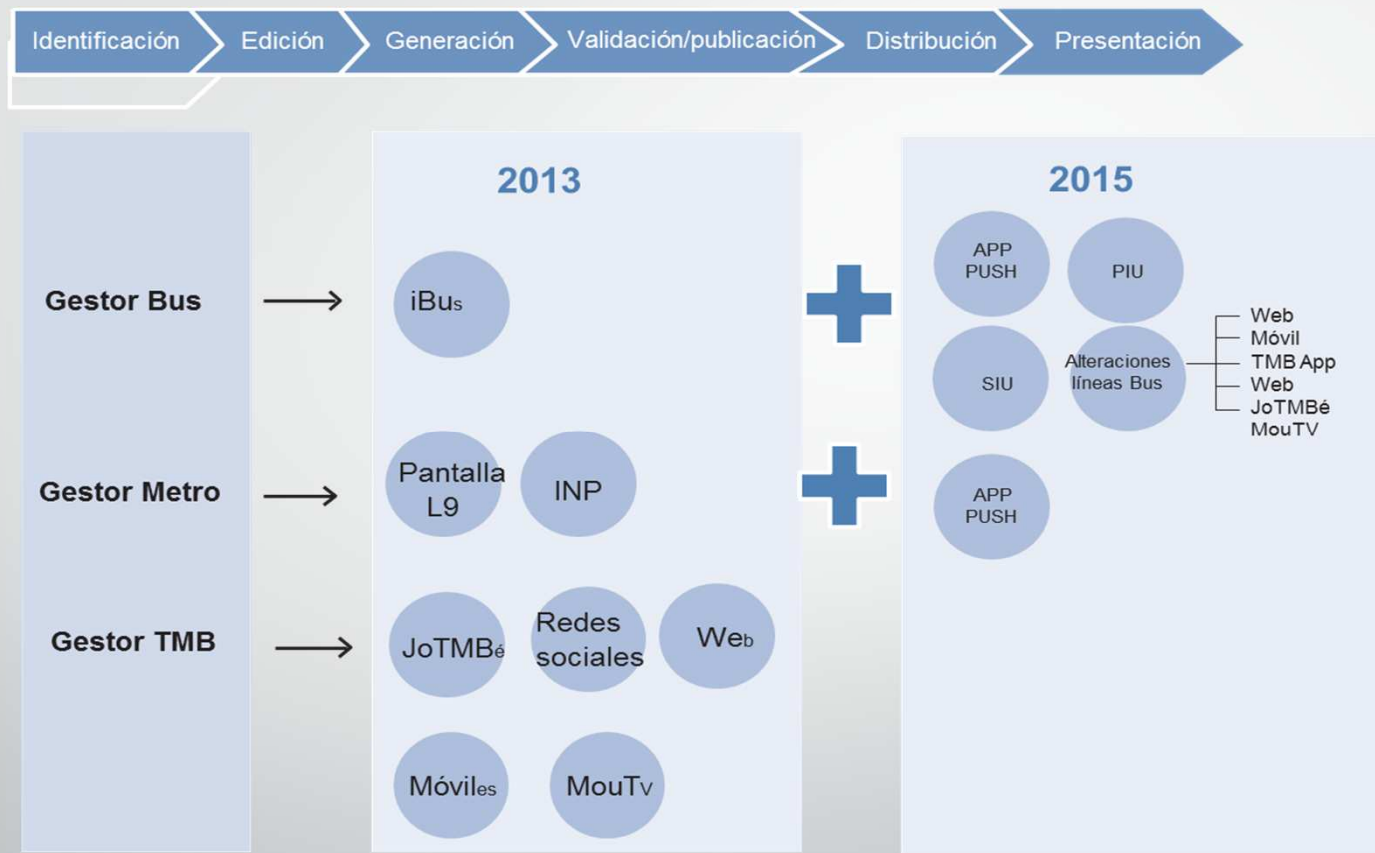 Identificación
Edición
Generación
Validación/publicación
Distribución
Presentación
Gestor Bus
Gestor Metro
Gestor TMB
2013
iBus
Pantalla
L9
INP
JoTMBé
Redes
sociales
Web
Móviles
MouTV
2015
APP
PUSH
PIU
SIU
Alteraciones
líneas Bus
Web
Móvil
TMB App
Web
JoTMBé
MouTV
APP
PUSH